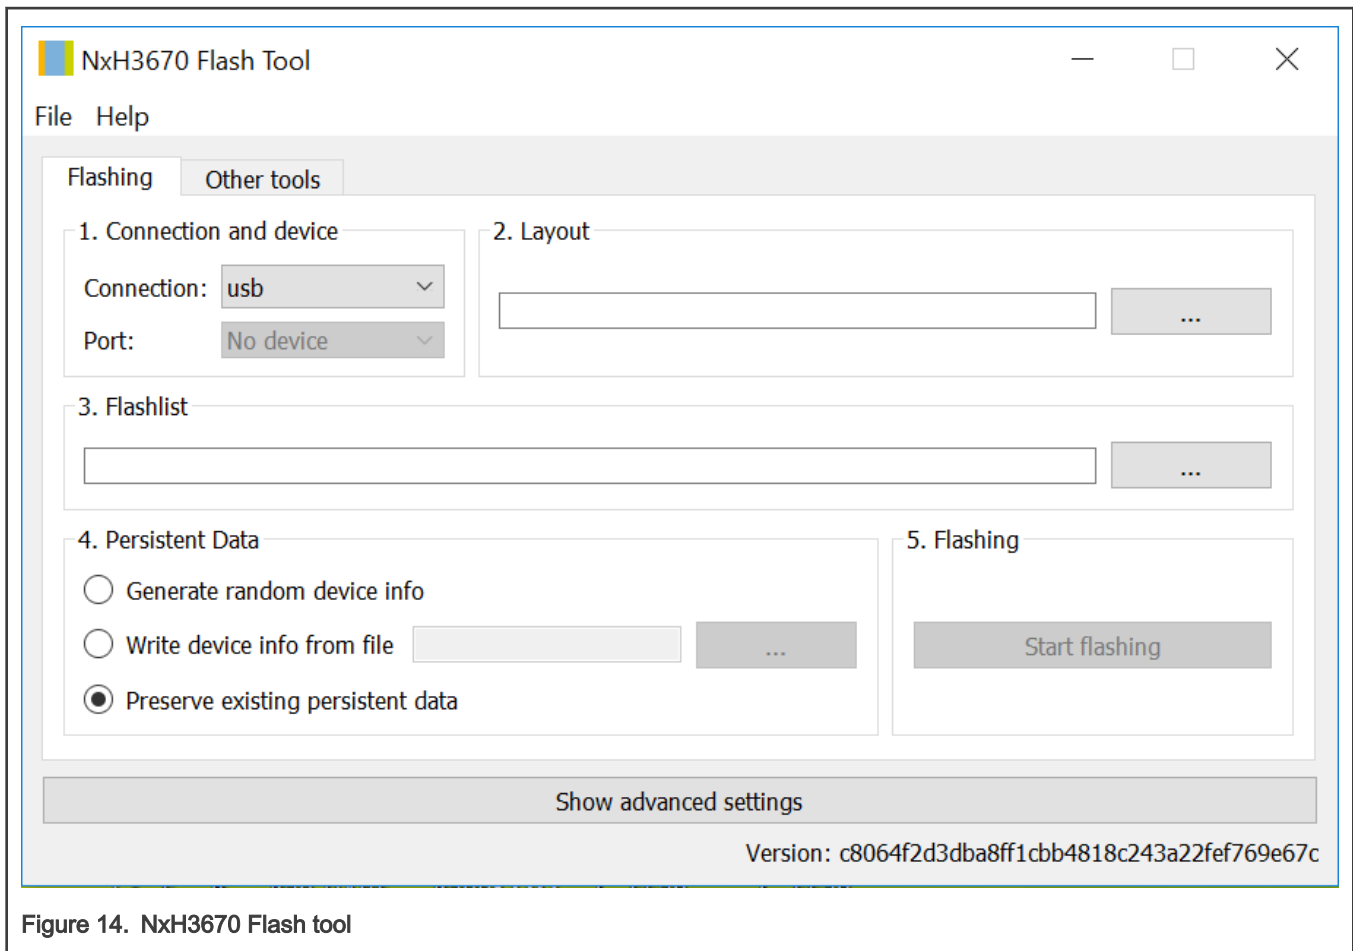 NxH3670 Flash Tool
File Help
Flashing Other tools
1. Connection and device
Connection: usb
Port: No device
2. Layout
...
3. Flashlist
...
4. Persistent Data
Generate random device info
Write device info from file ...
Preserve existing persistent data
5. Flashing
Start flashing
Show advanced settings
Version: c8064f2d3dba8ff1cbb4818c243a22fef769e67c
Figure 14. NxH3670 Flash tool